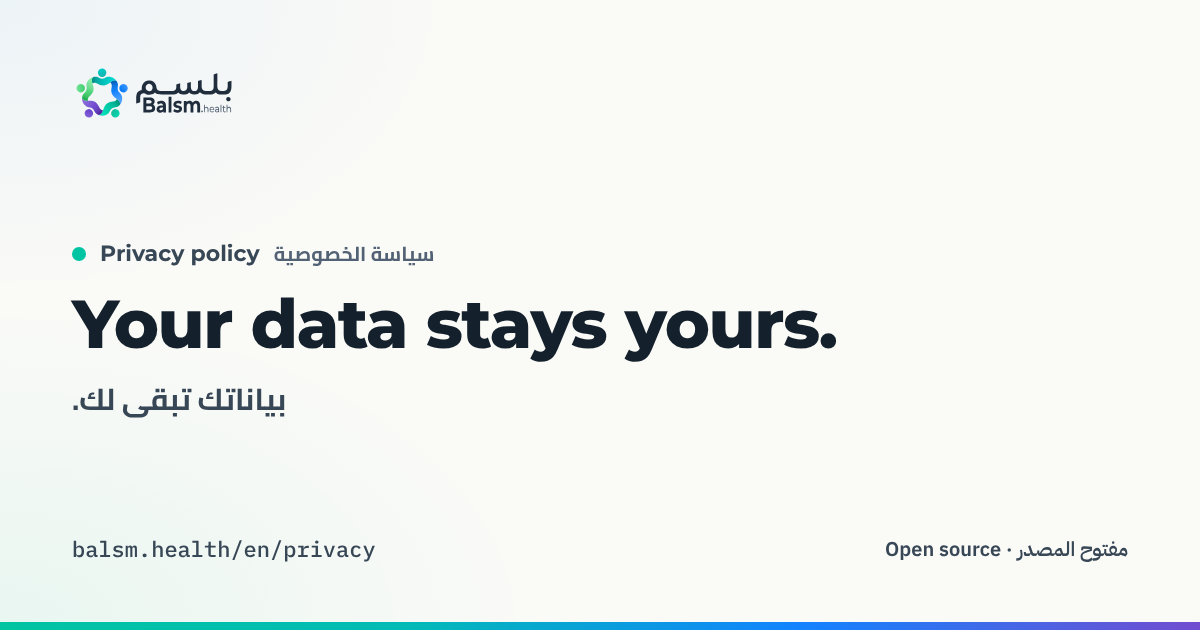 بلسم
Balsm.health
Privacy policy سياسة الخصوصية
Your data stays yours.
بياناتك تبقى لك.
balsm.health/en/privacy
Open source · مفتوح المصدر